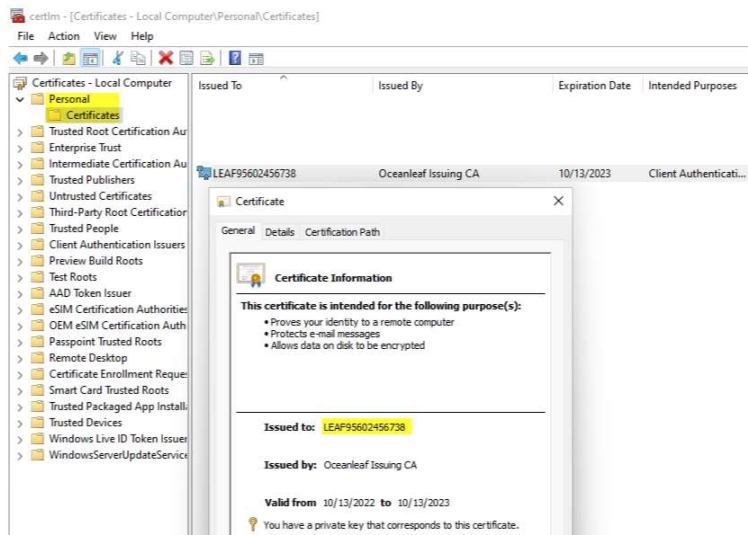 certlm - [Certificates - Local Computer\Personal\Certificates]
File Action View Help
Certificates - Local Computer
Personal
Certificates
Trusted Root Certification Au
Enterprise Trust
Intermediate Certification Au
Trusted Publishers
Untrusted Certificates
Third-Party Root Certification
Trusted People
Client Authentication Issuers
Preview Build Roots
Test Roots
AAD Token Issuer
eSIM Certification Authorities
OEM eSIM Certification Auth
Passpoint Trusted Roots
Remote Desktop
Certificate Enrollment Reque
Smart Card Trusted Roots
Trusted Packaged App Install
Trusted Devices
Windows Live ID Token Issuer
WindowsServerUpdateService
Issued To Issued By Expiration Date Intended Purposes
LEAF95602456738 Oceanleaf Issuing CA 10/13/2023 Client Authenticati...
Certificate
General Details Certification Path
Certificate Information
This certificate is intended for the following purpose(s):
• Proves your identity to a remote computer
• Protects e-mail messages
• Allows data on disk to be encrypted
Issued to: LEAF95602456738
Issued by: Oceanleaf Issuing CA
Valid from 10/13/2022 to 10/13/2023
You have a private key that corresponds to this certificate.